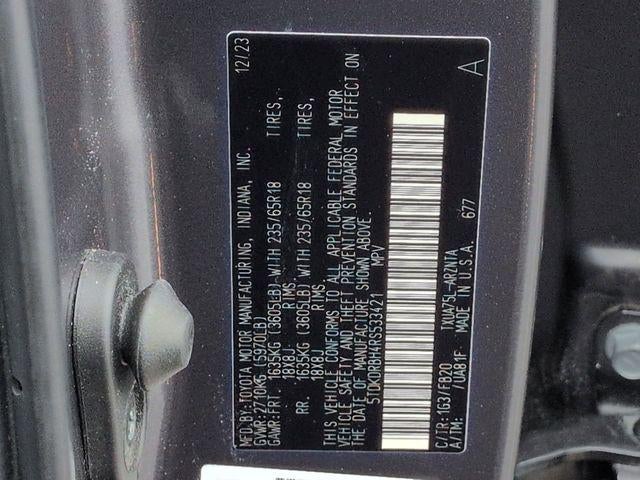 MFD.BY:TOYOTA MOTOR MANUFACTURING, INDIANA, INC. 12/23
GVWR:2710KG (5970LB)
GAWR:FRT. 1635KG (3605LB) WITH 235/65R18 TIRES,
18X8J RIMS,
RR. 1635KG (3605LB) WITH 235/65R18 TIRES,
18X8J RIMS
THIS VEHICLE CONFORMS TO ALL APPLICABLE FEDERAL MOTOR
VEHICLE SAFETY AND THEFT PREVENTION STANDARDS IN EFFECT ON
THE DATE OF MANUFACTURE SHOWN ABOVE.
5TDKDRBH4RS533421 MPV
A
C/TR:1G3/FB20 TXUA75L-ARZNTA
A/TM: /UA81F MADE IN U.S.A. 677